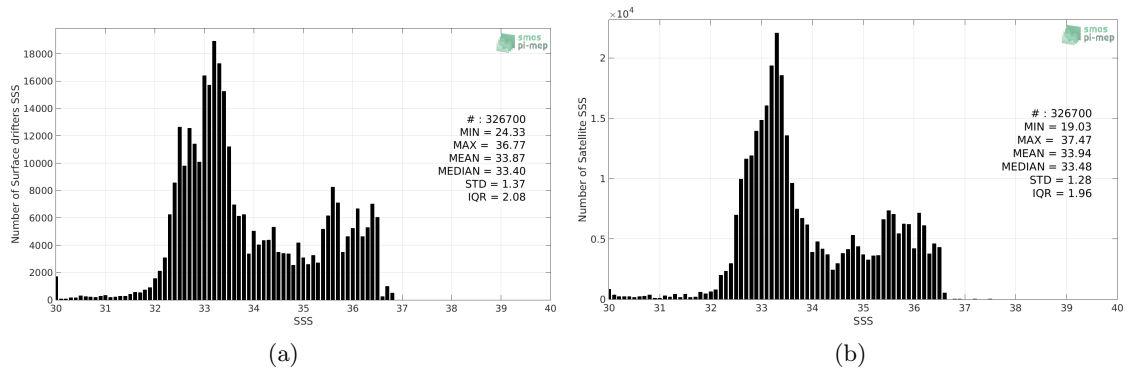 smos
pi-mep
Number of Surface drifters SSS
18000
16000
14000
12000
10000
8000
6000
4000
2000
0
# : 326700
MIN = 24.33
MAX = 36.77
MEAN = 33.87
MEDIAN = 33.40
STD = 1.37
IQR = 2.08
30 31 32 33 34 35 36 37 38 39 40
SSS
(a)
×10⁴
smos
pi-mep
Number of Satellite SSS
2
1.5
1
0.5
0
# : 326700
MIN = 19.03
MAX = 37.47
MEAN = 33.94
MEDIAN = 33.48
STD = 1.28
IQR = 1.96
30 31 32 33 34 35 36 37 38 39 40
SSS
(b)